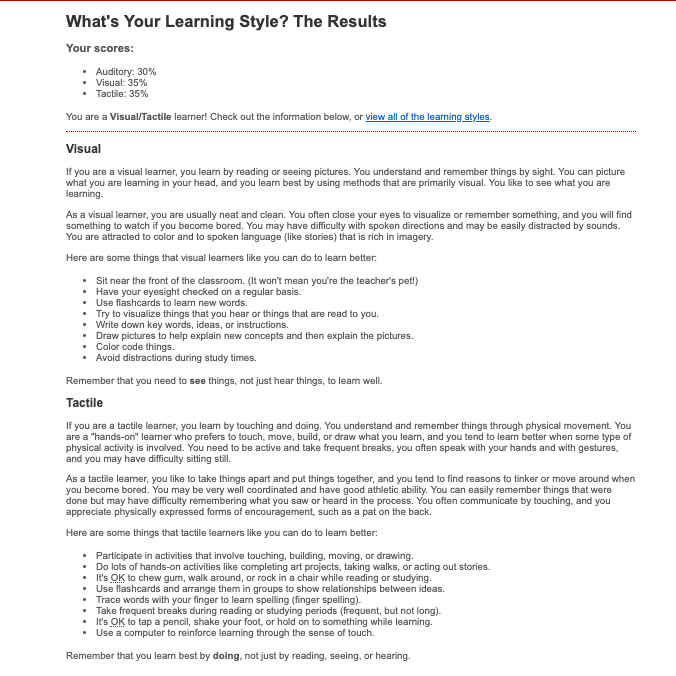 What's Your Learning Style? The Results
Your scores:
• Auditory: 30%
• Visual: 35%
• Tactile: 35%
You are a Visual/Tactile learner! Check out the information below, or view all of the learning styles.
Visual
If you are a visual learner, you learn by reading or seeing pictures. You understand and remember things by sight. You can picture
what you are learning in your head, and you learn best by using methods that are primarily visual. You like to see what you are
learning.
As a visual learner, you are usually neat and clean. You often close your eyes to visualize or remember something, and you will find
something to watch if you become bored. You may have difficulty with spoken directions and may be easily distracted by sounds.
You are attracted to color and to spoken language (like stories) that is rich in imagery.
Here are some things that visual learners like you can do to learn better:
• Sit near the front of the classroom. (It won't mean you're the teacher's pet!)
• Have your eyesight checked on a regular basis.
• Use flashcards to learn new words.
• Try to visualize things that you hear or things that are read to you.
• Write down key words, ideas, or instructions.
• Draw pictures to help explain new concepts and then explain the pictures.
• Color code things.
• Avoid distractions during study times.
Remember that you need to see things, not just hear things, to learn well.
Tactile
If you are a tactile learner, you learn by touching and doing. You understand and remember things through physical movement. You
are a "hands-on" learner who prefers to touch, move, build, or draw what you learn, and you tend to learn better when some type of
physical activity is involved. You need to be active and take frequent breaks, you often speak with your hands and with gestures,
and you may have difficulty sitting still.
As a tactile learner, you like to take things apart and put things together, and you tend to find reasons to tinker or move around when
you become bored. You may be very well coordinated and have good athletic ability. You can easily remember things that were
done but may have difficulty remembering what you saw or heard in the process. You often communicate by touching, and you
appreciate physically expressed forms of encouragement, such as a pat on the back.
Here are some things that tactile learners like you can do to learn better:
• Participate in activities that involve touching, building, moving, or drawing.
• Do lots of hands-on activities like completing art projects, taking walks, or acting out stories.
• It's OK to chew gum, walk around, or rock in a chair while reading or studying.
• Use flashcards and arrange them in groups to show relationships between ideas.
• Trace words with your finger to learn spelling (finger spelling).
• Take frequent breaks during reading or studying periods (frequent, but not long).
• It's OK to tap a pencil, shake your foot, or hold on to something while learning.
• Use a computer to reinforce learning through the sense of touch.
Remember that you learn best by doing, not just by reading, seeing, or hearing.